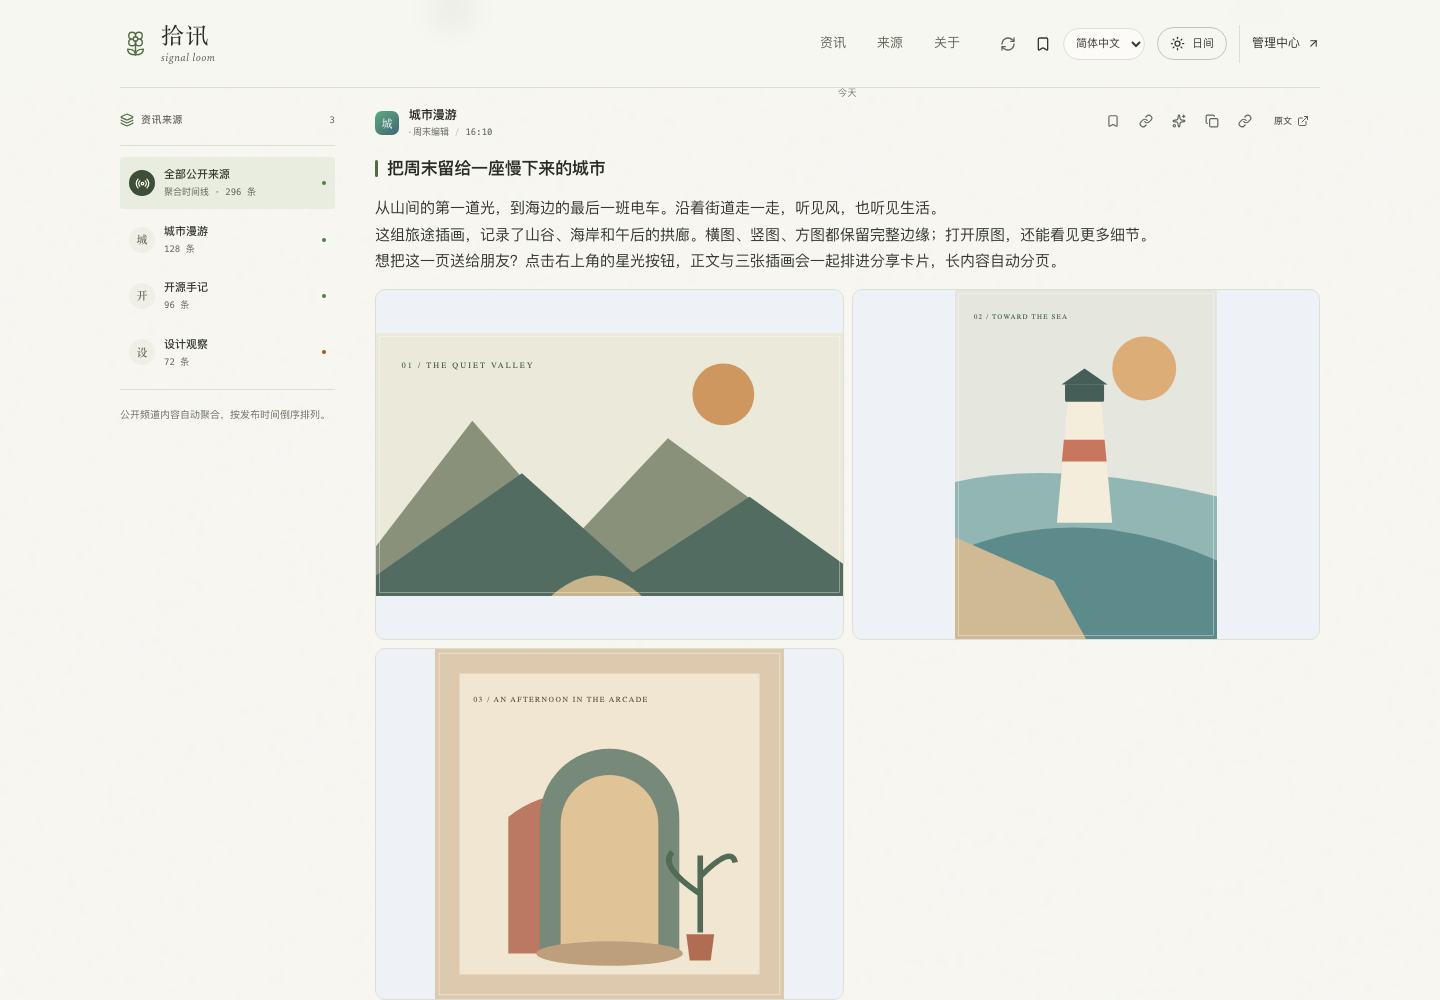 拾讯
signal loom
资讯
来源
关于
简体中文
日间
管理中心
今天
资讯来源
3
全部公开来源
聚合时间线 · 296 条
城
城市漫游
128 条
开
开源手记
96 条
设
设计观察
72 条
公开频道内容自动聚合，按发布时间倒序排列。
城
城市漫游
·周末编辑 / 16:10
原文
把周末留给一座慢下来的城市
从山间的第一道光，到海边的最后一班电车。沿着街道走一走，听见风，也听见生活。
这组旅途插画，记录了山谷、海岸和午后的拱廊。横图、竖图、方图都保留完整边缘；打开原图，还能看见更多细节。
想把这一页送给朋友？点击右上角的星光按钮，正文与三张插画会一起排进分享卡片，长内容自动分页。
01 / THE QUIET VALLEY
02 / TOWARD THE SEA
03 / AN AFTERNOON IN THE ARCADE